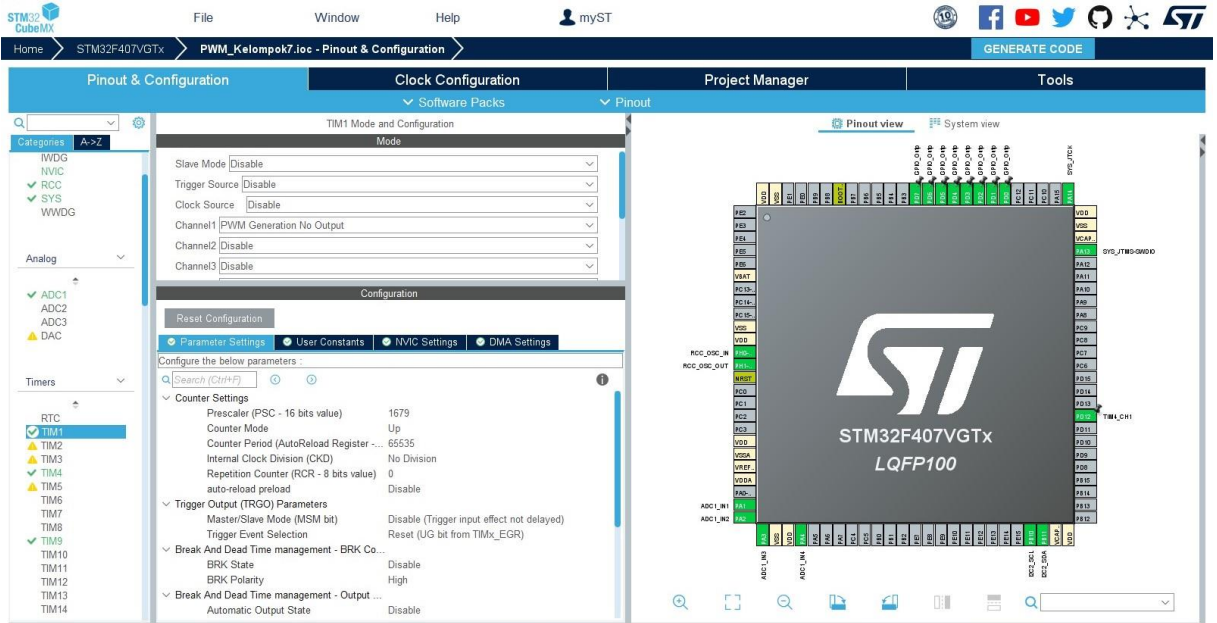 STM32
CubeMX
File Window Help myST
10
Home STM32F407VGTx PWM_Kelompok7.ioc - Pinout & Configuration GENERATE CODE
Pinout & Configuration Clock Configuration Project Manager Tools
Software Packs Pinout
TIM1 Mode and Configuration
Pinout view System view
Categories A->Z
IWDG
NVIC
RCC
SYS
WWDG
Analog
ADC1
ADC2
ADC3
DAC
Timers
RTC
TIM1
TIM2
TIM3
TIM4
TIM5
TIM6
TIM7
TIM8
TIM9
TIM10
TIM11
TIM12
TIM13
TIM14
Mode
Slave Mode Disable
Trigger Source Disable
Clock Source Disable
Channel1 PWM Generation No Output
Channel2 Disable
Channel3 Disable
Configuration
Reset Configuration
Parameter Settings User Constants NVIC Settings DMA Settings
Configure the below parameters :
Search (Ctrl+F)
Counter Settings
Prescaler (PSC - 16 bits value) 1679
Counter Mode Up
Counter Period (AutoReload Register -... 65535
Internal Clock Division (CKD) No Division
Repetition Counter (RCR - 8 bits value) 0
auto-reload preload Disable
Trigger Output (TRGO) Parameters
Master/Slave Mode (MSM bit) Disable (Trigger input effect not delayed)
Trigger Event Selection Reset (UG bit from TIMx_EGR)
Break And Dead Time management - BRK Co...
BRK State Disable
BRK Polarity High
Break And Dead Time management - Output ...
Automatic Output State Disable
SYS_JTCK
SYS_JTMS-SWDIO
RCC_OSC_IN
RCC_OSC_OUT
TIM4_CH1
STM32F407VGTx
LQFP100
ADC1_IN1
ADC1_IN2
ADC1_IN3
ADC1_IN4
I2C2_SCL
I2C2_SDA